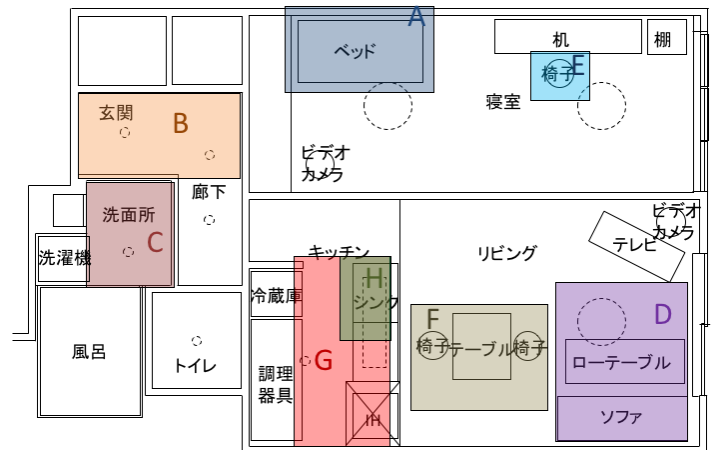 A
ベッド
机
棚
椅子
E
玄関
B
寝室
ビデオ
カメラ
廊下
洗面所
C
洗濯機
ビデオ
カメラ
テレビ
キッチン
リビング
H
冷蔵庫
シンク
F
D
椅子
テーブル
椅子
風呂
トイレ
G
調理
器具
ローテーブル
IH
ソファ